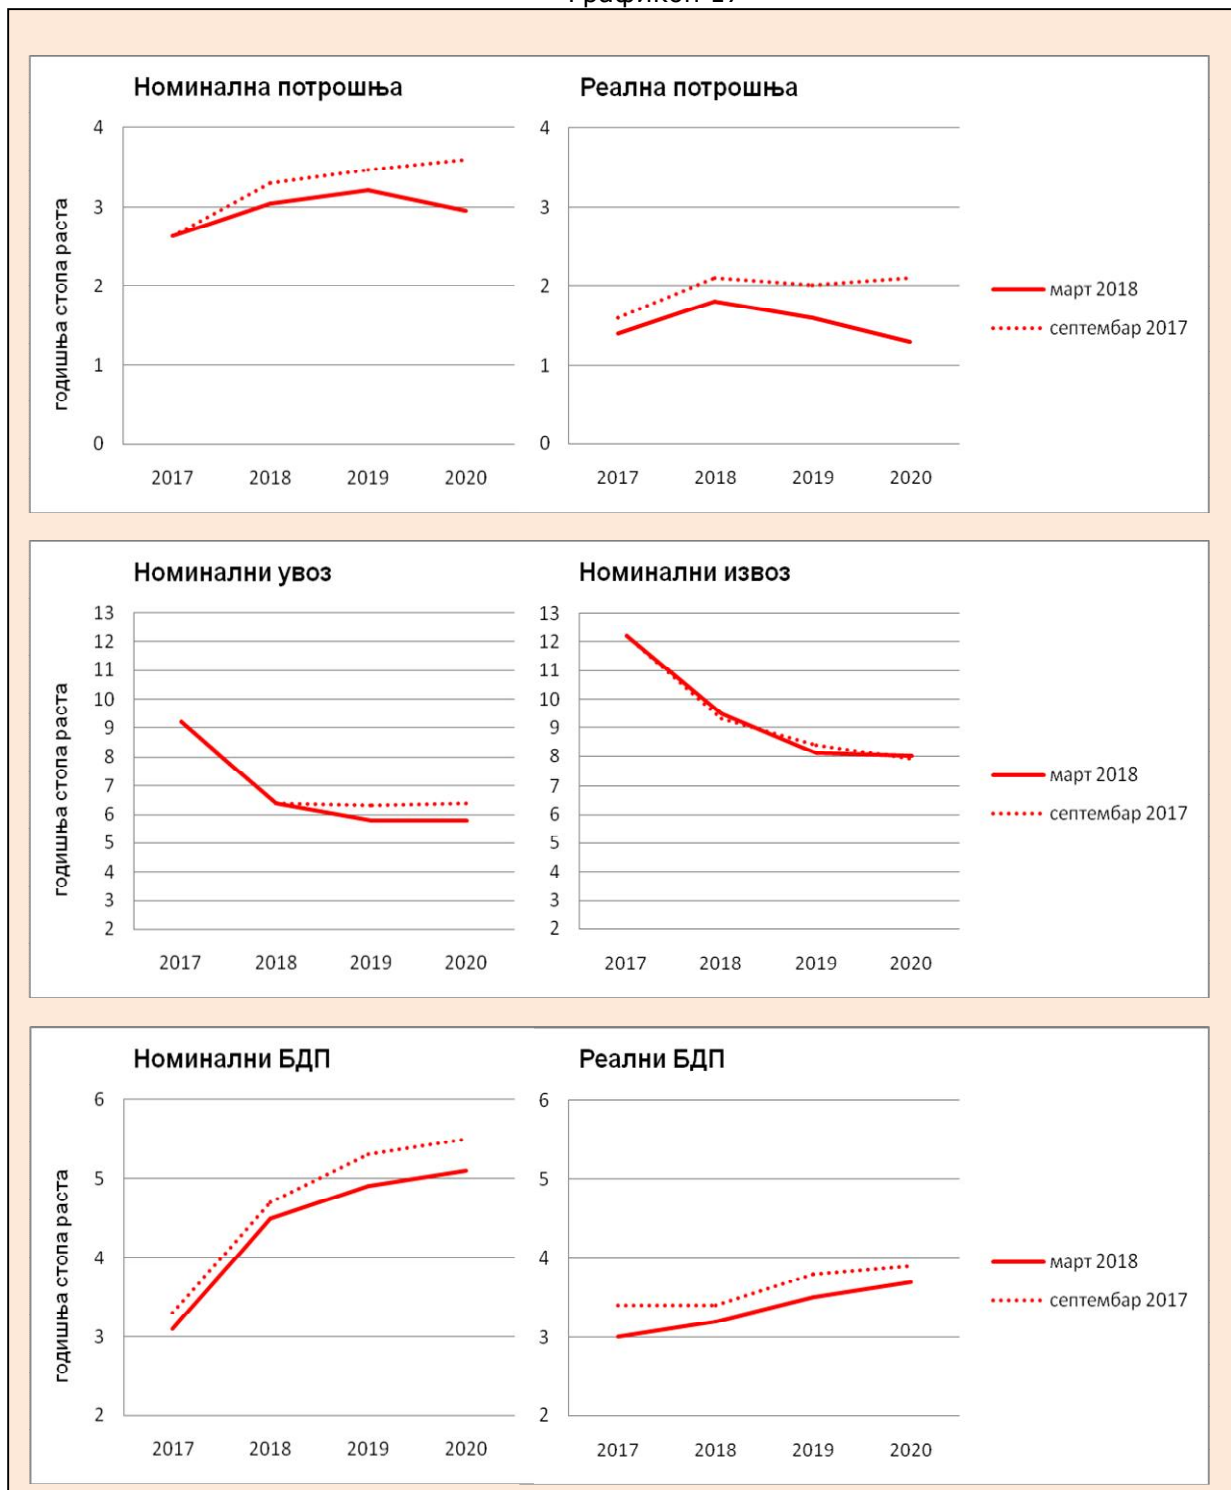 Графикон 17
Номинална потрошња
Реална потрошња
годишња стопа раста
4
3
2
1
0
2017 2018 2019 2020
4
3
2
1
0
2017 2018 2019 2020
март 2018
септембар 2017
Номинални увоз
Номинални извоз
годишња стопа раста
13
12
11
10
9
8
7
6
5
4
3
2
2017 2018 2019 2020
13
12
11
10
9
8
7
6
5
4
3
2
2017 2018 2019 2020
март 2018
септембар 2017
Номинални БДП
Реални БДП
годишња стопа раста
6
5
4
3
2
2017 2018 2019 2020
6
5
4
3
2
2017 2018 2019 2020
март 2018
септембар 2017